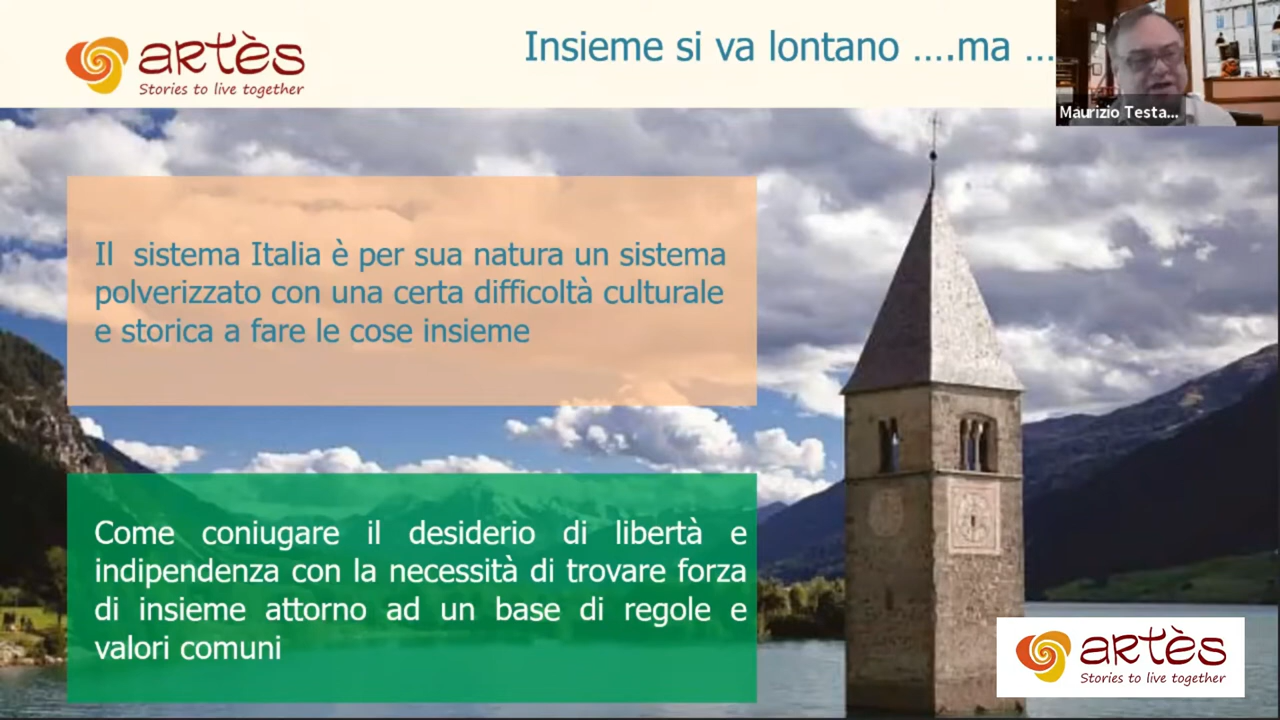 artès
Stories to live together
Insieme si va lontano ….ma …
Maurizio Testa...
Il sistema Italia è per sua natura un sistema
polverizzato con una certa difficoltà culturale
e storica a fare le cose insieme
Come coniugare il desiderio di libertà e
indipendenza con la necessità di trovare forza
di insieme attorno ad un base di regole e
valori comuni
artès
Stories to live together